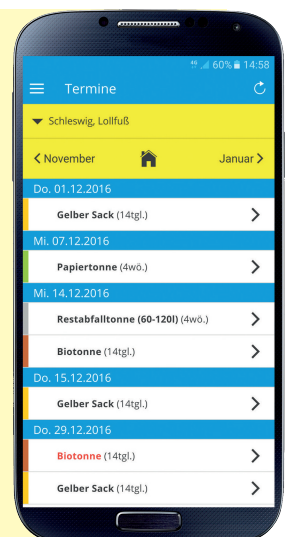 4G 60% 14:58
Termine
Schleswig, Lollfuß
November Januar
Do. 01.12.2016
Gelber Sack (14tgl.)
Mi. 07.12.2016
Papiertonne (4wö.)
Mi. 14.12.2016
Restabfalltonne (60-120l) (4wö.)
Biotonne (14tgl.)
Do. 15.12.2016
Gelber Sack (14tgl.)
Do. 29.12.2016
Biotonne (14tgl.)
Gelber Sack (14tgl.)